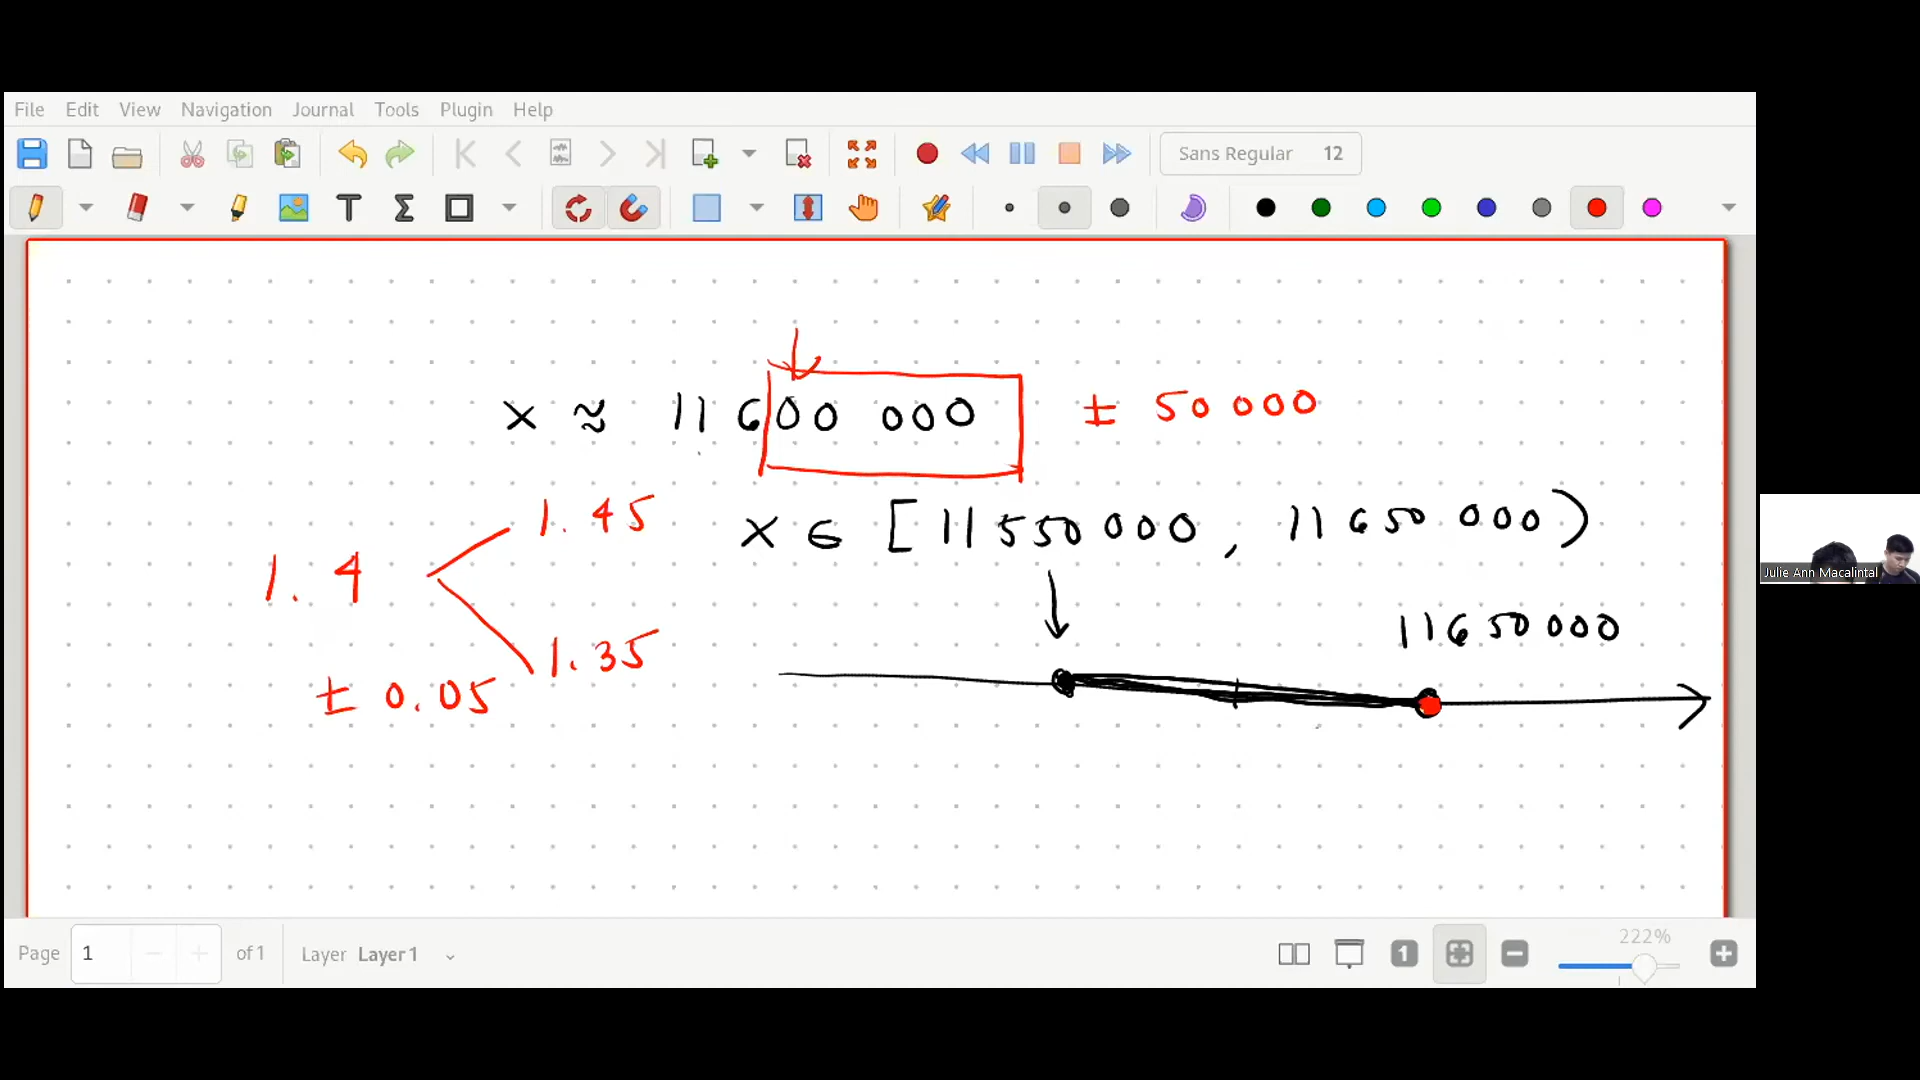 File Edit View Navigation Journal Tools Plugin Help
Sans Regular 12
x ≈ 11 600 000 ± 50 000
1.4
1.45
1.35
± 0.05
x ∈ [11 550 000, 11 650 000)
11 650 000
Julie Ann Macalintal
Page 1 of 1 Layer Layer 1
1
222%